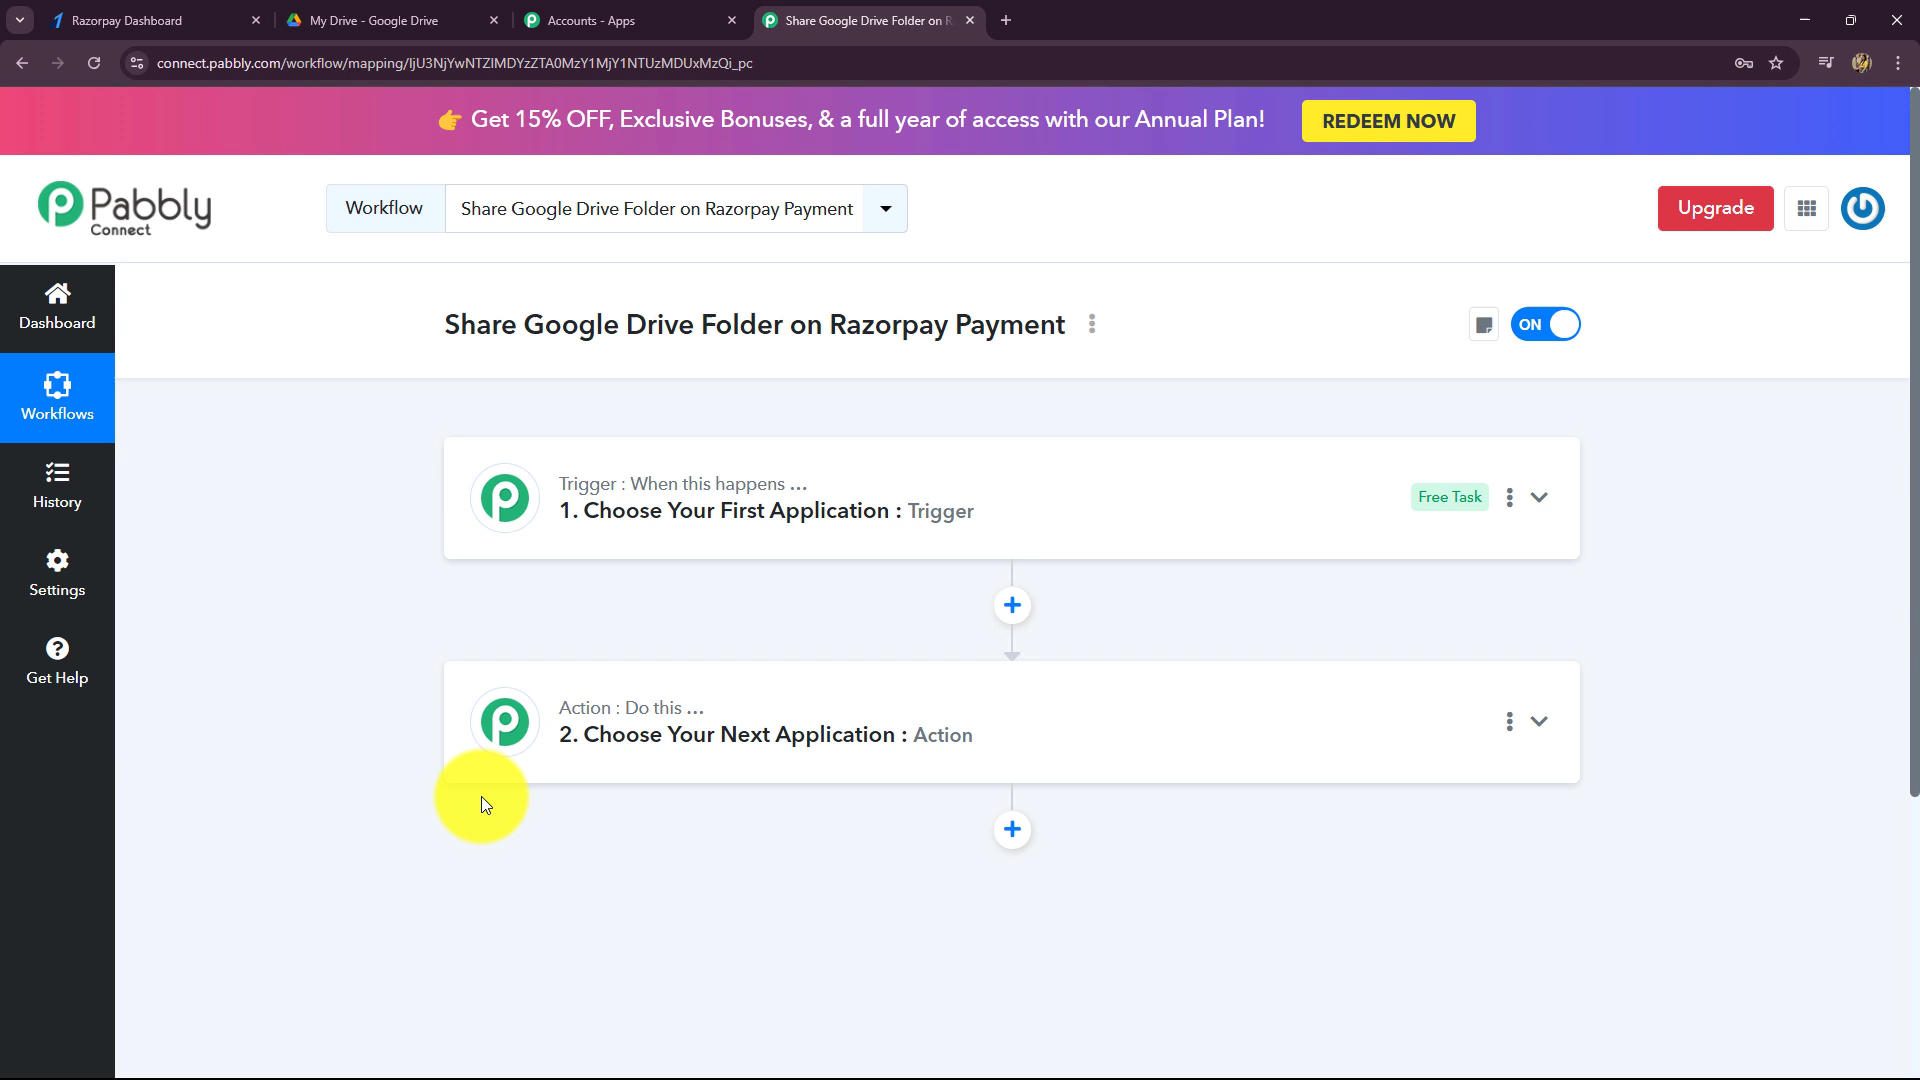 Razorpay Dashboard
My Drive - Google Drive
Accounts - Apps
Share Google Drive Folder on R
connect.pabbly.com/workflow/mapping/IjU3NjYwNTZlMDYzZTA0MzY1MjY1NTUzMDUxMzQi_pc
Get 15% OFF, Exclusive Bonuses, & a full year of access with our Annual Plan!
REDEEM NOW
Pabbly
Connect
Workflow
Share Google Drive Folder on Razorpay Payment
Upgrade
Dashboard
Workflows
History
Settings
Get Help
Share Google Drive Folder on Razorpay Payment
ON
Trigger : When this happens ...
1. Choose Your First Application : Trigger
Free Task
Action : Do this ...
2. Choose Your Next Application : Action